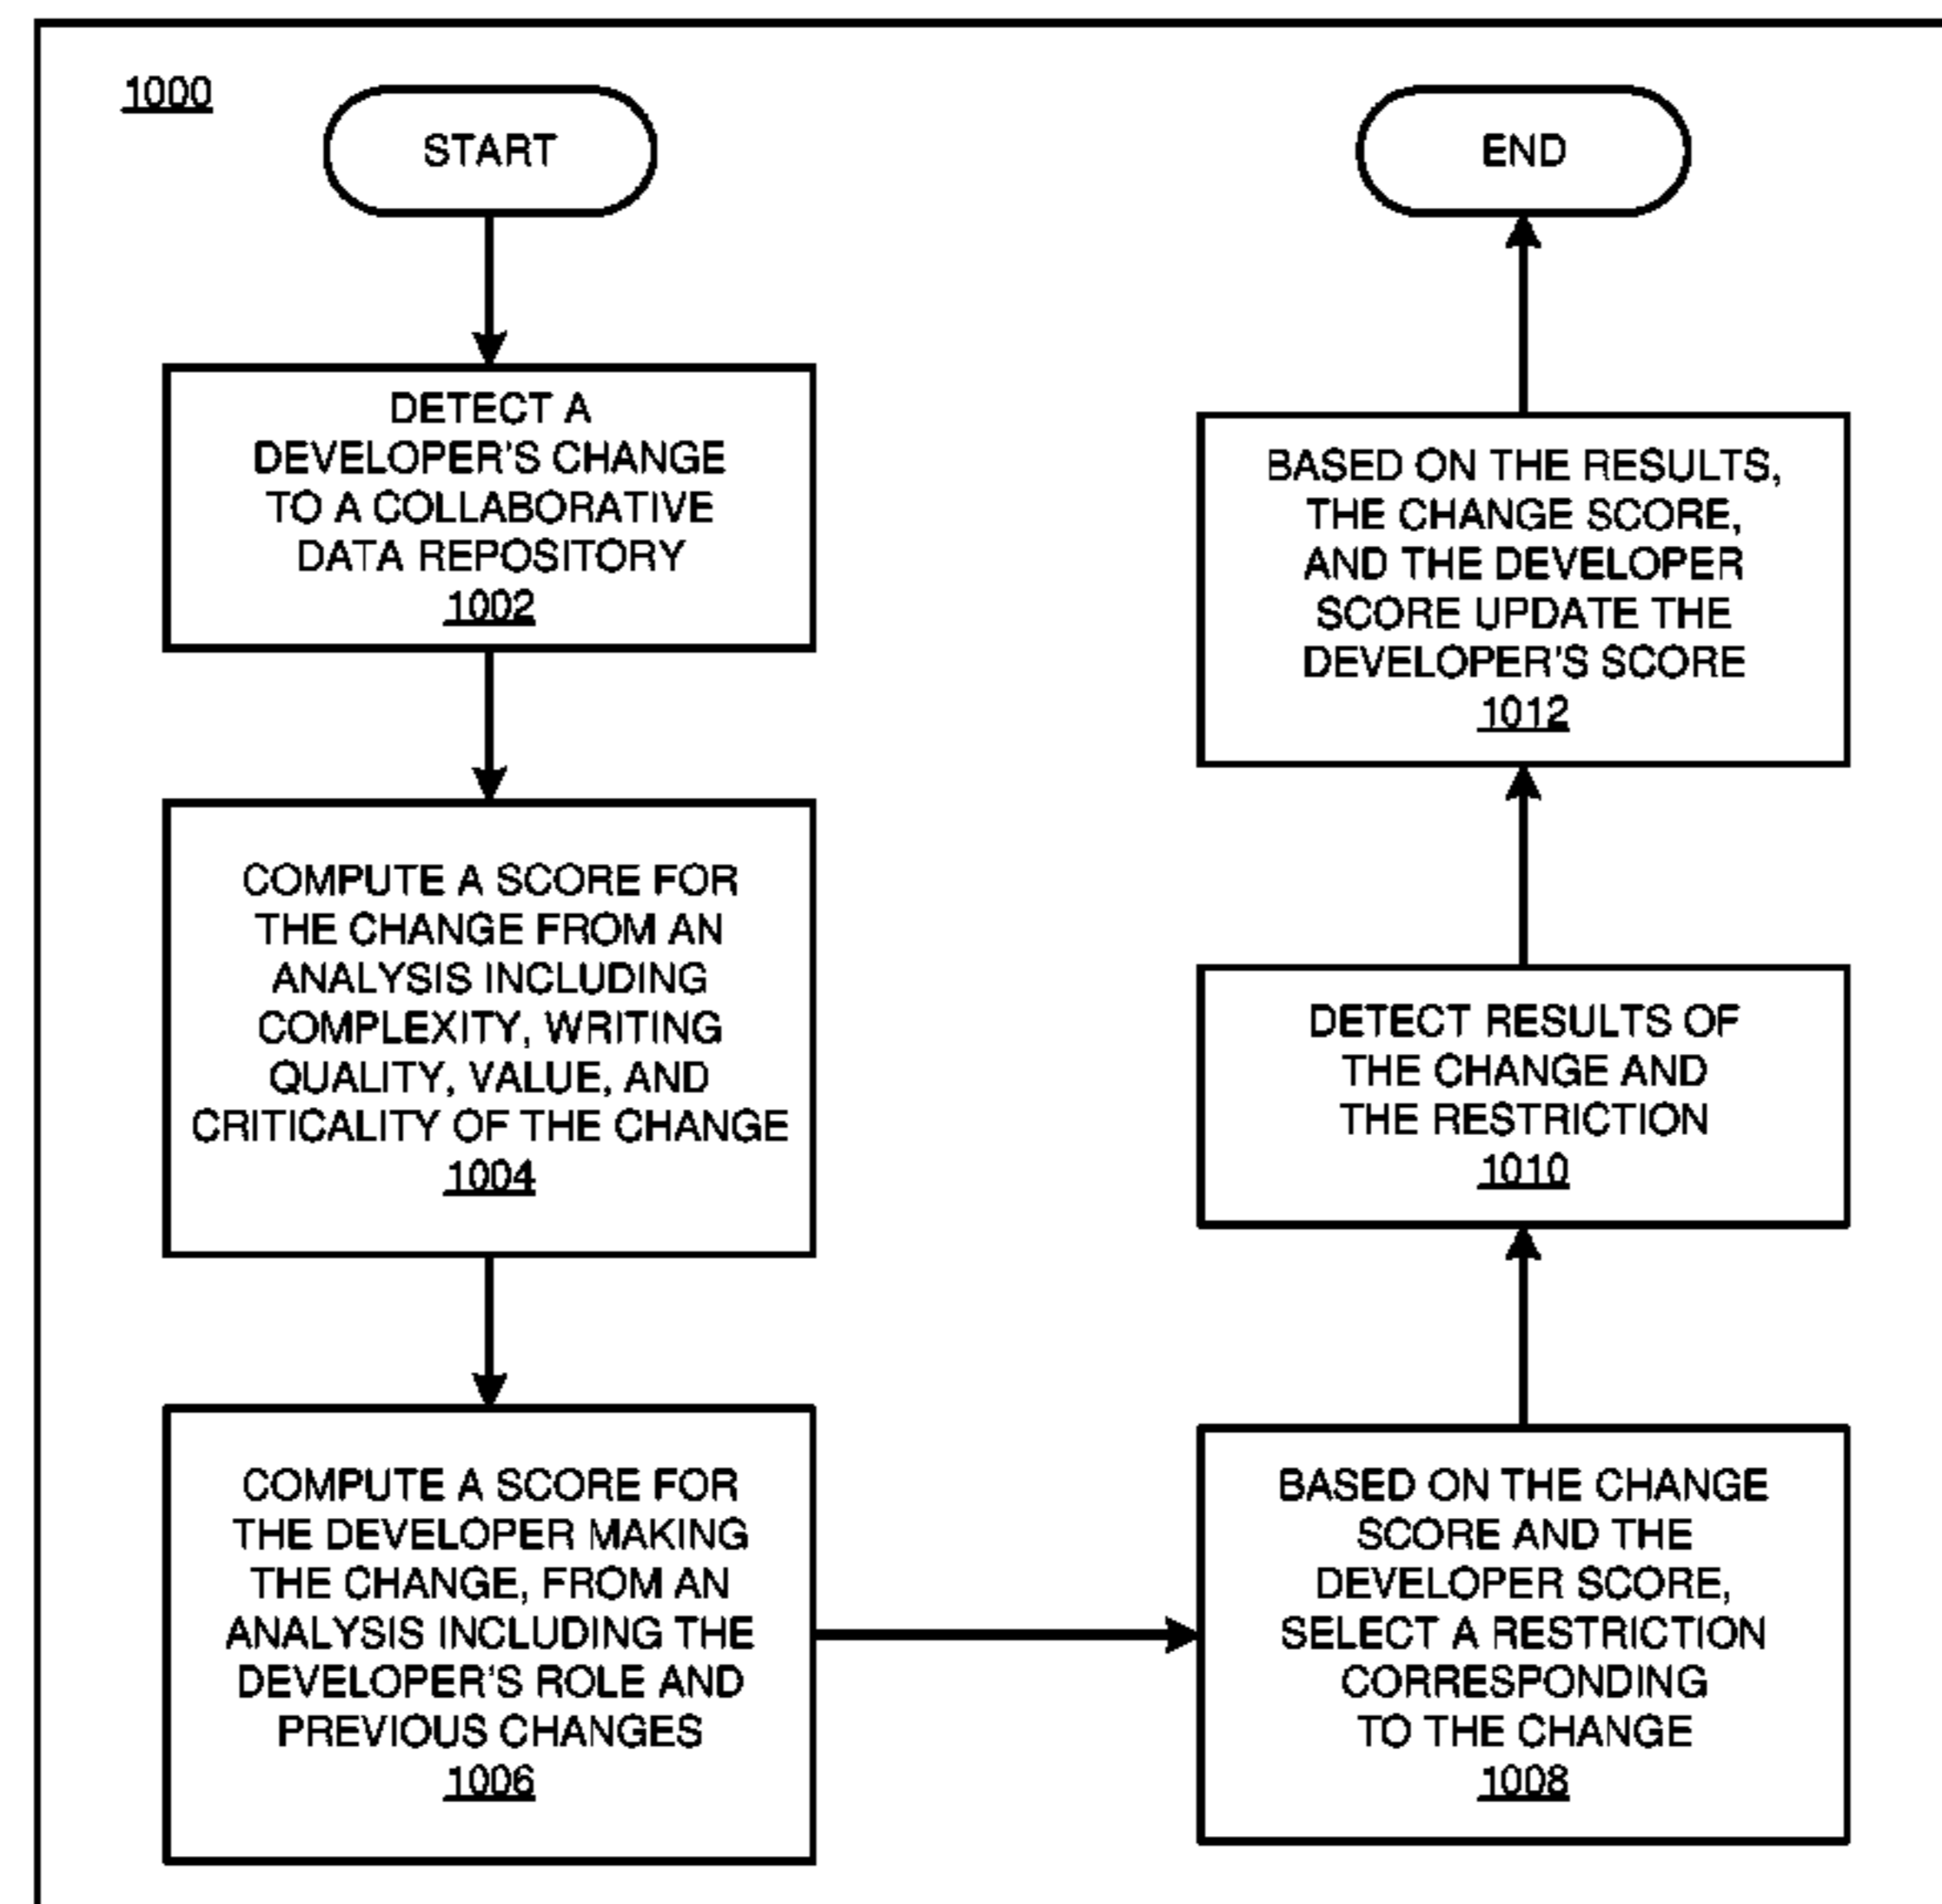 1000
START
DETECT A
DEVELOPER'S CHANGE
TO A COLLABORATIVE
DATA REPOSITORY
1002
COMPUTE A SCORE FOR
THE CHANGE FROM AN
ANALYSIS INCLUDING
COMPLEXITY, WRITING
QUALITY, VALUE, AND
CRITICALITY OF THE CHANGE
1004
COMPUTE A SCORE FOR
THE DEVELOPER MAKING
THE CHANGE, FROM AN
ANALYSIS INCLUDING THE
DEVELOPER'S ROLE AND
PREVIOUS CHANGES
1006
BASED ON THE CHANGE
SCORE AND THE
DEVELOPER SCORE,
SELECT A RESTRICTION
CORRESPONDING
TO THE CHANGE
1008
DETECT RESULTS OF
THE CHANGE AND
THE RESTRICTION
1010
BASED ON THE RESULTS,
THE CHANGE SCORE,
AND THE DEVELOPER
SCORE UPDATE THE
DEVELOPER'S SCORE
1012
END